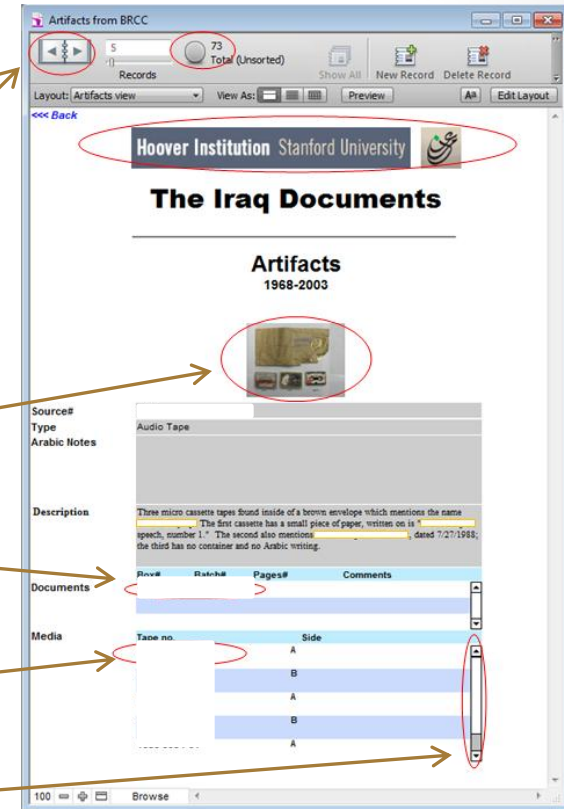 Artifacts from BRCC
5
73
Total (Unsorted)
Records
Show All
New Record
Delete Record
Layout:
Artifacts view
View As:
Preview
Aa
Edit Layout
<<< Back
Hoover Institution Stanford University
The Iraq Documents
Artifacts
1968-2003
Source#
Type
Audio Tape
Arabic Notes
Description
Three micro cassette tapes found inside of a brown envelope which mentions the name
The first cassette has a small piece of paper, written on is "
speech, number 1." The second also mentions , dated 7/27/1988;
the third has no container and no Arabic writing.
Box# Batch# Pages# Comments
Documents
Media
Tape no. Side
A
B
A
B
A
100
Browse